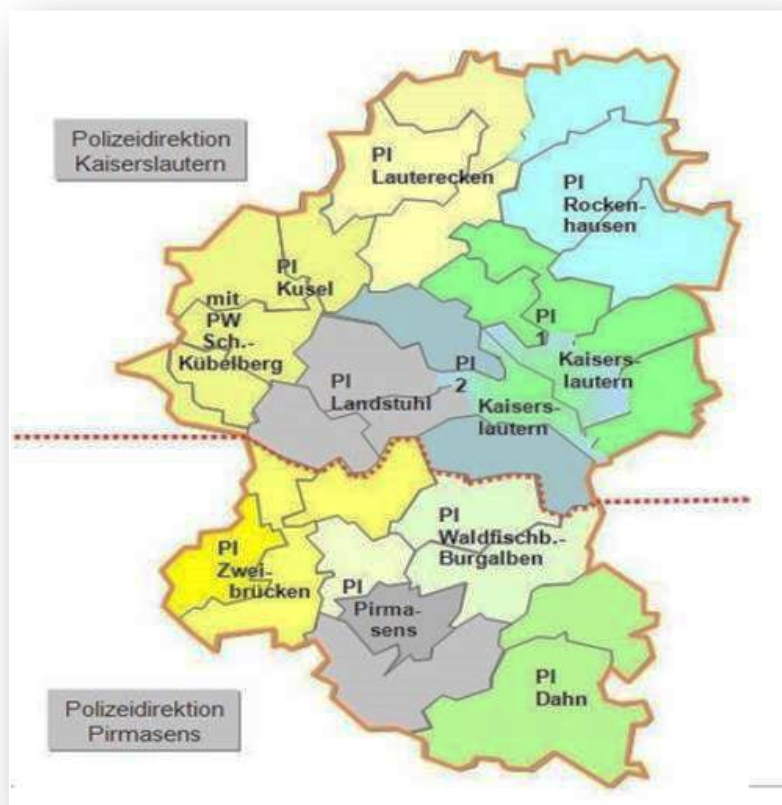 Polizeidirektion
Kaiserslautern
PI
Lauterecken
PI
Rocken-
hausen
PI
Kusel
mit
PW
Sch.-
Kübelberg
PI
1
Kaisers-
lautern
PI
2
Kaisers-
lautern
PI
Landstuhl
PI
Waldfischb.-
Burgalben
PI
Zwei-
brücken
PI
Pirma-
sens
PI
Dahn
Polizeidirektion
Pirmasens